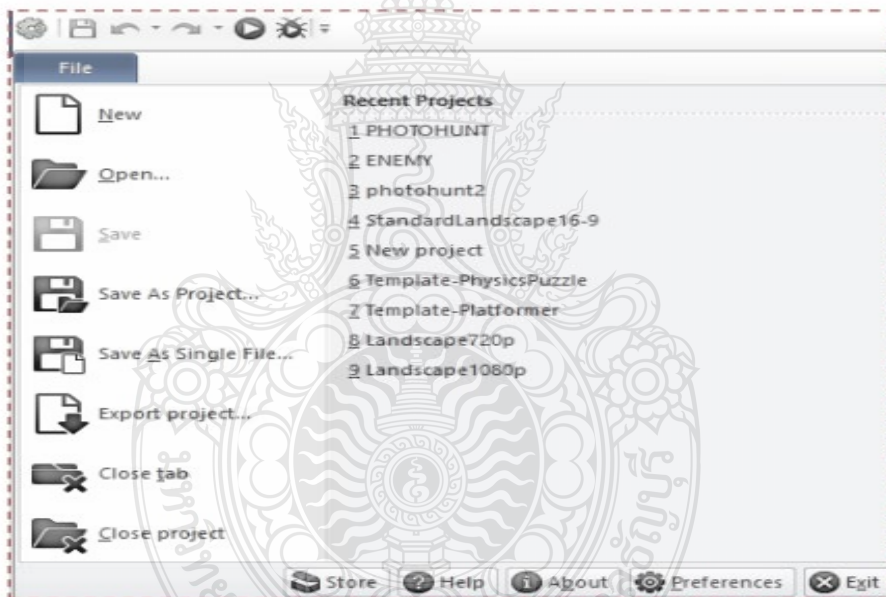 File
New
Open...
Save
Save As Project...
Save As Single File...
Export project...
Close tab
Close project
Recent Projects
1 PHOTOHUNT
2 ENEMY
3 photohunt2
4 StandardLandscape16-9
5 New project
6 Template-PhysicsPuzzle
7 Template-Platformer
8 Landscape720p
9 Landscape1080p
Store Help About Preferences Exit